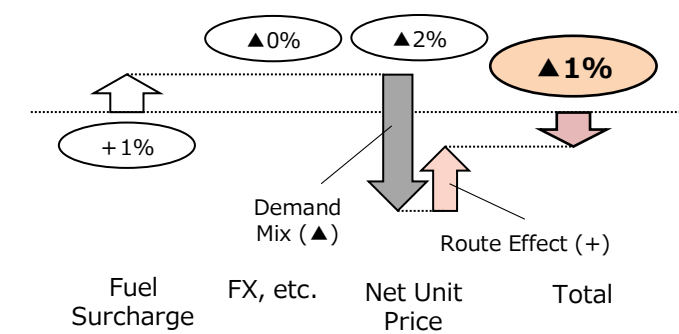 ▲0%
▲2%
▲1%
+1%
Demand
Mix (▲)
Route Effect (+)
Fuel
Surcharge
FX, etc.
Net Unit
Price
Total